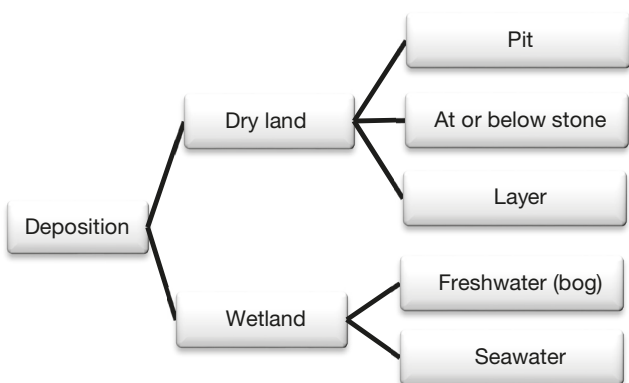 Pit
Dry land
At or below stone
Layer
Deposition
Freshwater (bog)
Wetland
Seawater